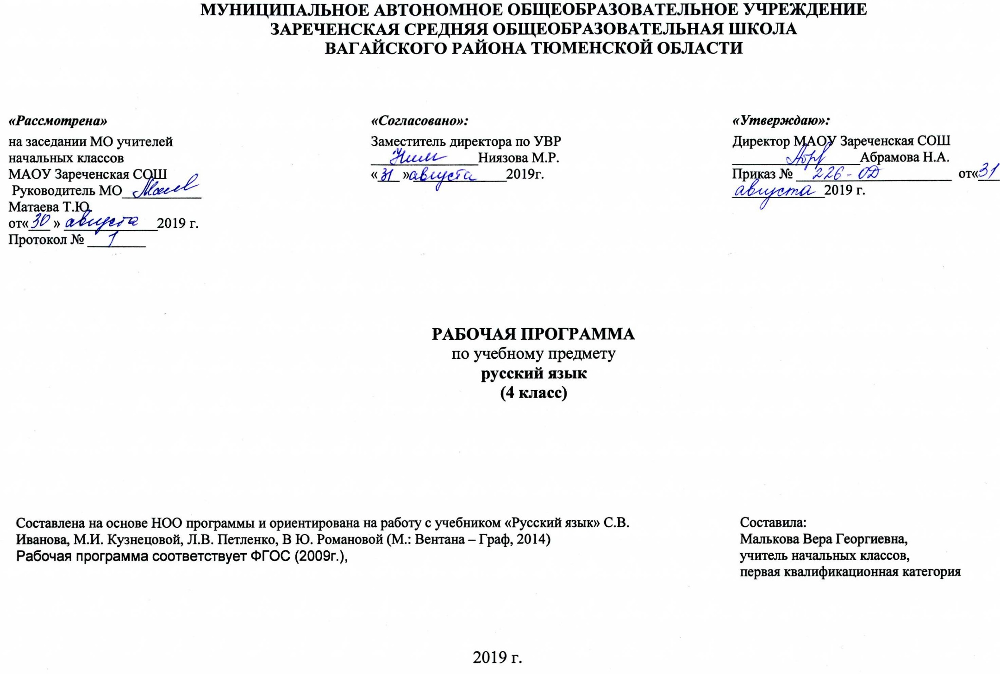 МУНИЦИПАЛЬНОЕ АВТОНОМНОЕ ОБЩЕОБРАЗОВАТЕЛЬНОЕ УЧРЕЖДЕНИЕ
ЗАРЕЧЕНСКАЯ СРЕДНЯЯ ОБЩЕОБРАЗОВАТЕЛЬНАЯ ШКОЛА
ВАГАЙСКОГО РАЙОНА ТЮМЕНСКОЙ ОБЛАСТИ
«Рассмотрена»
на заседании МО учителей
начальных классов
МАОУ Зареченская СОШ
Руководитель МО
Матаева Т.Ю.
от«30 » августа 2019 г.
Протокол № 1
«Согласовано»:
Заместитель директора по УВР
Ниязова М.Р.
«31 »августа 2019г.
«Утверждаю»:
Директор МАОУ Зареченская СОШ
Абрамова Н.А.
Приказ № 226-ОД от«31
августа 2019 г.
РАБОЧАЯ ПРОГРАММА
по учебному предмету
русский язык
(4 класс)
Составлена на основе НОО программы и ориентирована на работу с учебником «Русский язык» С.В.
Иванова, М.И. Кузнецовой, Л.В. Петленко, В Ю. Романовой (М.: Вентана – Граф, 2014)
Рабочая программа соответствует ФГОС (2009г.),
Составила:
Малькова Вера Георгиевна,
учитель начальных классов,
первая квалификационная категория
2019 г.